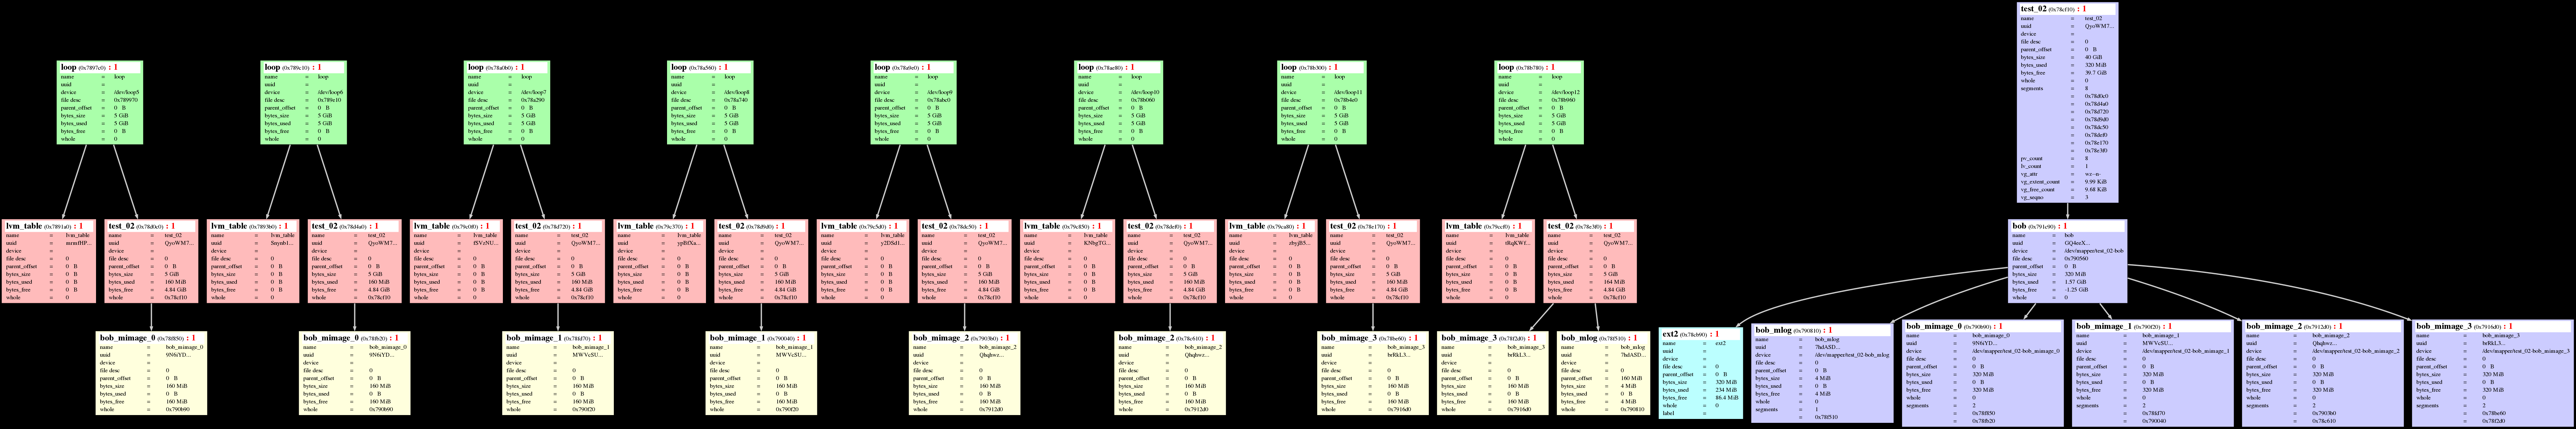 test_02 (0x78cf10) : 1
name = test_02
uuid = QyoWM7...
device =
file desc = 0
parent_offset = 0 B
bytes_size = 40 GiB
bytes_used = 320 MiB
bytes_free = 39.7 GiB
whole = 0
segments = 8
= 0x78d0c0
= 0x78d4a0
= 0x78d720
= 0x78d9d0
= 0x78dc50
= 0x78def0
= 0x78e170
= 0x78e3f0
pv_count = 8
lv_count = 1
vg_attr = wz--n-
vg_extent_count = 9.99 KiB
vg_free_count = 9.68 KiB
vg_seqno = 3
loop (0x7897c0) : 1
name = loop
uuid =
device = /dev/loop5
file desc = 0x789970
parent_offset = 0 B
bytes_size = 5 GiB
bytes_used = 5 GiB
bytes_free = 0 B
whole = 0
loop (0x789c10) : 1
name = loop
uuid =
device = /dev/loop6
file desc = 0x789e10
parent_offset = 0 B
bytes_size = 5 GiB
bytes_used = 5 GiB
bytes_free = 0 B
whole = 0
loop (0x78a0b0) : 1
name = loop
uuid =
device = /dev/loop7
file desc = 0x78a290
parent_offset = 0 B
bytes_size = 5 GiB
bytes_used = 5 GiB
bytes_free = 0 B
whole = 0
loop (0x78a560) : 1
name = loop
uuid =
device = /dev/loop8
file desc = 0x78a740
parent_offset = 0 B
bytes_size = 5 GiB
bytes_used = 5 GiB
bytes_free = 0 B
whole = 0
loop (0x78a9e0) : 1
name = loop
uuid =
device = /dev/loop9
file desc = 0x78abc0
parent_offset = 0 B
bytes_size = 5 GiB
bytes_used = 5 GiB
bytes_free = 0 B
whole = 0
loop (0x78ae80) : 1
name = loop
uuid =
device = /dev/loop10
file desc = 0x78b060
parent_offset = 0 B
bytes_size = 5 GiB
bytes_used = 5 GiB
bytes_free = 0 B
whole = 0
loop (0x78b300) : 1
name = loop
uuid =
device = /dev/loop11
file desc = 0x78b4e0
parent_offset = 0 B
bytes_size = 5 GiB
bytes_used = 5 GiB
bytes_free = 0 B
whole = 0
loop (0x78b780) : 1
name = loop
uuid =
device = /dev/loop12
file desc = 0x78b960
parent_offset = 0 B
bytes_size = 5 GiB
bytes_used = 5 GiB
bytes_free = 0 B
whole = 0
lvm_table (0x7891a0) : 1
name = lvm_table
uuid =
device =
file desc = 0
parent_offset = 0 B
bytes_size = 0 B
bytes_used = 0 B
bytes_free = 0 B
whole = 0
test_02 (0x78d0c0) : 1
name = test_02
uuid = QyoWM7...
device =
file desc = 0
parent_offset = 0 B
bytes_size = 5 GiB
bytes_used = 160 MiB
bytes_free = 4.84 GiB
whole = 0x78cf10
lvm_table (0x7893b0) : 1
name = lvm_table
uuid =
device =
file desc = 0
parent_offset = 0 B
bytes_size = 0 B
bytes_used = 0 B
bytes_free = 0 B
whole = 0
test_02 (0x78d4a0) : 1
name = test_02
uuid = QyoWM7...
device =
file desc = 0
parent_offset = 0 B
bytes_size = 5 GiB
bytes_used = 160 MiB
bytes_free = 4.84 GiB
whole = 0x78cf10
lvm_table (0x79c0f0) : 1
name = lvm_table
uuid = fSVzNU...
device =
file desc = 0
parent_offset = 0 B
bytes_size = 0 B
bytes_used = 0 B
bytes_free = 0 B
whole = 0
test_02 (0x78d720) : 1
name = test_02
uuid = QyoWM7...
device =
file desc = 0
parent_offset = 0 B
bytes_size = 5 GiB
bytes_used = 160 MiB
bytes_free = 4.84 GiB
whole = 0x78cf10
lvm_table (0x79c370) : 1
name = lvm_table
uuid =
device =
file desc = 0
parent_offset = 0 B
bytes_size = 0 B
bytes_used = 0 B
bytes_free = 0 B
whole = 0
test_02 (0x78d9d0) : 1
name = test_02
uuid = QyoWM7...
device =
file desc = 0
parent_offset = 0 B
bytes_size = 5 GiB
bytes_used = 160 MiB
bytes_free = 4.84 GiB
whole = 0x78cf10
lvm_table (0x79c5d0) : 1
name = lvm_table
uuid =
device =
file desc = 0
parent_offset = 0 B
bytes_size = 0 B
bytes_used = 0 B
bytes_free = 0 B
whole = 0
test_02 (0x78dc50) : 1
name = test_02
uuid = QyoWM7...
device =
file desc = 0
parent_offset = 0 B
bytes_size = 5 GiB
bytes_used = 160 MiB
bytes_free = 4.84 GiB
whole = 0x78cf10
lvm_table (0x79c850) : 1
name = lvm_table
uuid =
device =
file desc = 0
parent_offset = 0 B
bytes_size = 0 B
bytes_used = 0 B
bytes_free = 0 B
whole = 0
test_02 (0x78def0) : 1
name = test_02
uuid = QyoWM7...
device =
file desc = 0
parent_offset = 0 B
bytes_size = 5 GiB
bytes_used = 160 MiB
bytes_free = 4.84 GiB
whole = 0x78cf10
lvm_table (0x79ca80) : 1
name = lvm_table
uuid =
device =
file desc = 0
parent_offset = 0 B
bytes_size = 0 B
bytes_used = 0 B
bytes_free = 0 B
whole = 0
test_02 (0x78e170) : 1
name = test_02
uuid = QyoWM7...
device =
file desc = 0
parent_offset = 0 B
bytes_size = 5 GiB
bytes_used = 160 MiB
bytes_free = 4.84 GiB
whole = 0x78cf10
lvm_table (0x79ccf0) : 1
name = lvm_table
uuid =
device =
file desc = 0
parent_offset = 0 B
bytes_size = 0 B
bytes_used = 0 B
bytes_free = 0 B
whole = 0
test_02 (0x78e3f0) : 1
name = test_02
uuid = QyoWM7...
device =
file desc = 0
parent_offset = 0 B
bytes_size = 5 GiB
bytes_used = 164 MiB
bytes_free = 4.84 GiB
whole = 0x78cf10
bob (0x791c90) : 1
name = bob
uuid = GQ4eeX...
device = /dev/mapper/test_02-bob
file desc = 0x790560
parent_offset = 0 B
bytes_size = 320 MiB
bytes_used = 1.57 GiB
bytes_free = -1.25 GiB
whole = 0
bob_mimage_0 (0x78f850) : 1
name = bob_mimage_0
uuid = 9N6iYD...
device =
file desc = 0
parent_offset = 0 B
bytes_size = 160 MiB
bytes_used = 0 B
bytes_free = 160 MiB
whole = 0x790b90
bob_mimage_0 (0x78fb20) : 1
name = bob_mimage_0
uuid = 9N6iYD...
device =
file desc = 0
parent_offset = 0 B
bytes_size = 160 MiB
bytes_used = 0 B
bytes_free = 160 MiB
whole = 0x790b90
bob_mimage_1 (0x78fd70) : 1
name = bob_mimage_1
uuid = MWVcSU...
device =
file desc = 0
parent_offset = 0 B
bytes_size = 160 MiB
bytes_used = 0 B
bytes_free = 160 MiB
whole = 0x790f20
bob_mimage_1 (0x790040) : 1
name = bob_mimage_1
uuid = MWVcSU...
device =
file desc = 0
parent_offset = 0 B
bytes_size = 160 MiB
bytes_used = 0 B
bytes_free = 160 MiB
whole = 0x790f20
bob_mimage_2 (0x7903b0) : 1
name = bob_mimage_2
uuid = Qhqhwz...
device =
file desc = 0
parent_offset = 0 B
bytes_size = 160 MiB
bytes_used = 0 B
bytes_free = 160 MiB
whole = 0x7912d0
bob_mimage_2 (0x78c610) : 1
name = bob_mimage_2
uuid = Qhqhwz...
device =
file desc = 0
parent_offset = 0 B
bytes_size = 160 MiB
bytes_used = 0 B
bytes_free = 160 MiB
whole = 0x7912d0
bob_mimage_3 (0x78be60) : 1
name = bob_mimage_3
uuid = brRkL3...
device =
file desc = 0
parent_offset = 0 B
bytes_size = 160 MiB
bytes_used = 0 B
bytes_free = 160 MiB
whole = 0x7916d0
bob_mimage_3 (0x78f2d0) : 1
name = bob_mimage_3
uuid = brRkL3...
device =
file desc = 0
parent_offset = 0 B
bytes_size = 160 MiB
bytes_used = 0 B
bytes_free = 160 MiB
whole = 0x7916d0
bob_mlog (0x78f510) : 1
name = bob_mlog
uuid = 7hdASD...
device =
file desc = 0
parent_offset = 160 MiB
bytes_size = 4 MiB
bytes_used = 0 B
bytes_free = 4 MiB
whole = 0x790810
ext2 (0x78cb90) : 1
name = ext2
uuid =
device =
file desc = 0
parent_offset = 0 B
bytes_size = 320 MiB
bytes_used = 234 MiB
bytes_free = 86.4 MiB
whole = 0
label =
bob_mlog (0x790810) : 1
name = bob_mlog
uuid = 7hdASD...
device = /dev/mapper/test_02-bob_mlog
file desc = 0
parent_offset = 0 B
bytes_size = 4 MiB
bytes_used = 0 B
bytes_free = 4 MiB
whole = 0
segments = 1
= 0x78f510
bob_mimage_0 (0x790b90) : 1
name = bob_mimage_0
uuid = 9N6iYD...
device = /dev/mapper/test_02-bob_mimage_0
file desc = 0
parent_offset = 0 B
bytes_size = 320 MiB
bytes_used = 0 B
bytes_free = 320 MiB
whole = 0
segments = 2
= 0x78f850
= 0x78fb20
bob_mimage_1 (0x790f20) : 1
name = bob_mimage_1
uuid = MWVcSU...
device = /dev/mapper/test_02-bob_mimage_1
file desc = 0
parent_offset = 0 B
bytes_size = 320 MiB
bytes_used = 0 B
bytes_free = 320 MiB
whole = 0
segments = 2
= 0x78fd70
= 0x790040
bob_mimage_2 (0x7912d0) : 1
name = bob_mimage_2
uuid = Qhqhwz...
device = /dev/mapper/test_02-bob_mimage_2
file desc = 0
parent_offset = 0 B
bytes_size = 320 MiB
bytes_used = 0 B
bytes_free = 320 MiB
whole = 0
segments = 2
= 0x7903b0
= 0x78c610
bob_mimage_3 (0x7916d0) : 1
name = bob_mimage_3
uuid = brRkL3...
device = /dev/mapper/test_02-bob_mimage_3
file desc = 0
parent_offset = 0 B
bytes_size = 320 MiB
bytes_used = 0 B
bytes_free = 320 MiB
whole = 0
segments = 2
= 0x78be60
= 0x78f2d0